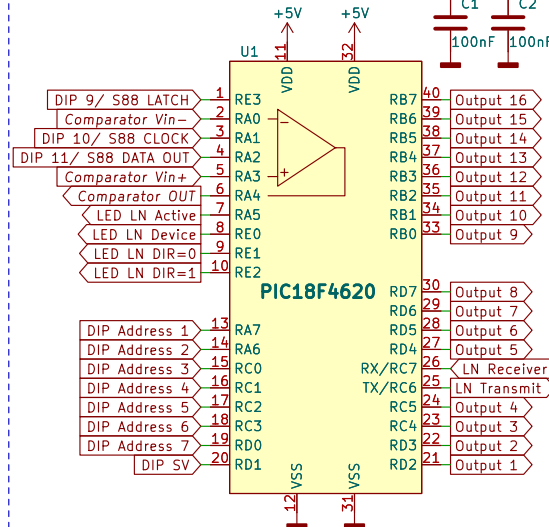 +5V +5V C1 C2
100nF 100nF
U1
11 VDD 32 VDD
DIP 9/ S88 LATCH 1 RE3
Comparator Vin- 2 RA0
DIP 10/ S88 CLOCK 3 RA1
DIP 11/ S88 DATA OUT 4 RA2
Comparator Vin+ 5 RA3
Comparator OUT 6 RA4
LED LN Active 7 RA5
LED LN Device 8 RE0
LED LN DIR=0 9 RE1
LED LN DIR=1 10 RE2
− +
PIC18F4620
DIP Address 1 13 RA7
DIP Address 2 14 RA6
DIP Address 3 15 RC0
DIP Address 4 16 RC1
DIP Address 5 17 RC2
DIP Address 6 18 RC3
DIP Address 7 19 RD0
DIP SV 20 RD1
RB7 40 Output 16
RB6 39 Output 15
RB5 38 Output 14
RB4 37 Output 13
RB3 36 Output 12
RB2 35 Output 11
RB1 34 Output 10
RB0 33 Output 9
RD7 30 Output 8
RD6 29 Output 7
RD5 28 Output 6
RD4 27 Output 5
RX/RC7 26 LN Receiver
TX/RC6 25 LN Transmit
RC5 24 Output 4
RC4 23 Output 3
RD3 22 Output 2
RD2 21 Output 1
12 VSS 31 VSS